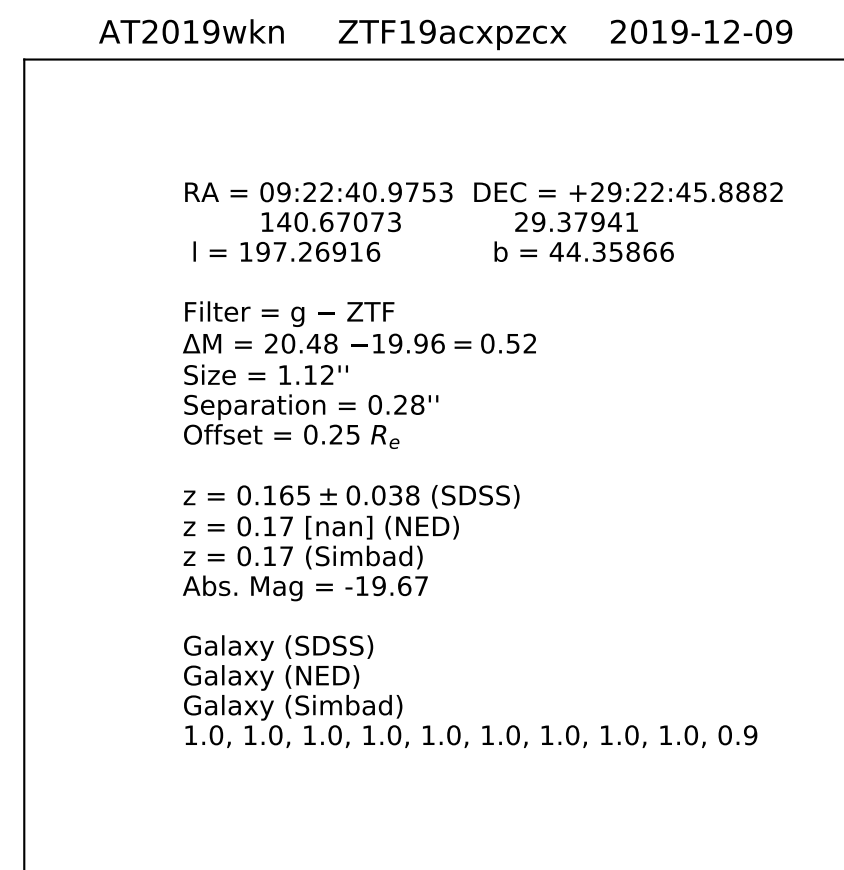 AT2019wkn ZTF19acxpzcx 2019-12-09
RA = 09:22:40.9753 DEC = +29:22:45.8882
140.67073 29.37941
l = 197.26916 b = 44.35866
Filter = g − ZTF
ΔM = 20.48 −19.96 = 0.52
Size = 1.12''
Separation = 0.28''
Offset = 0.25 Re
z = 0.165 ± 0.038 (SDSS)
z = 0.17 [nan] (NED)
z = 0.17 (Simbad)
Abs. Mag = -19.67
Galaxy (SDSS)
Galaxy (NED)
Galaxy (Simbad)
1.0, 1.0, 1.0, 1.0, 1.0, 1.0, 1.0, 1.0, 1.0, 0.9